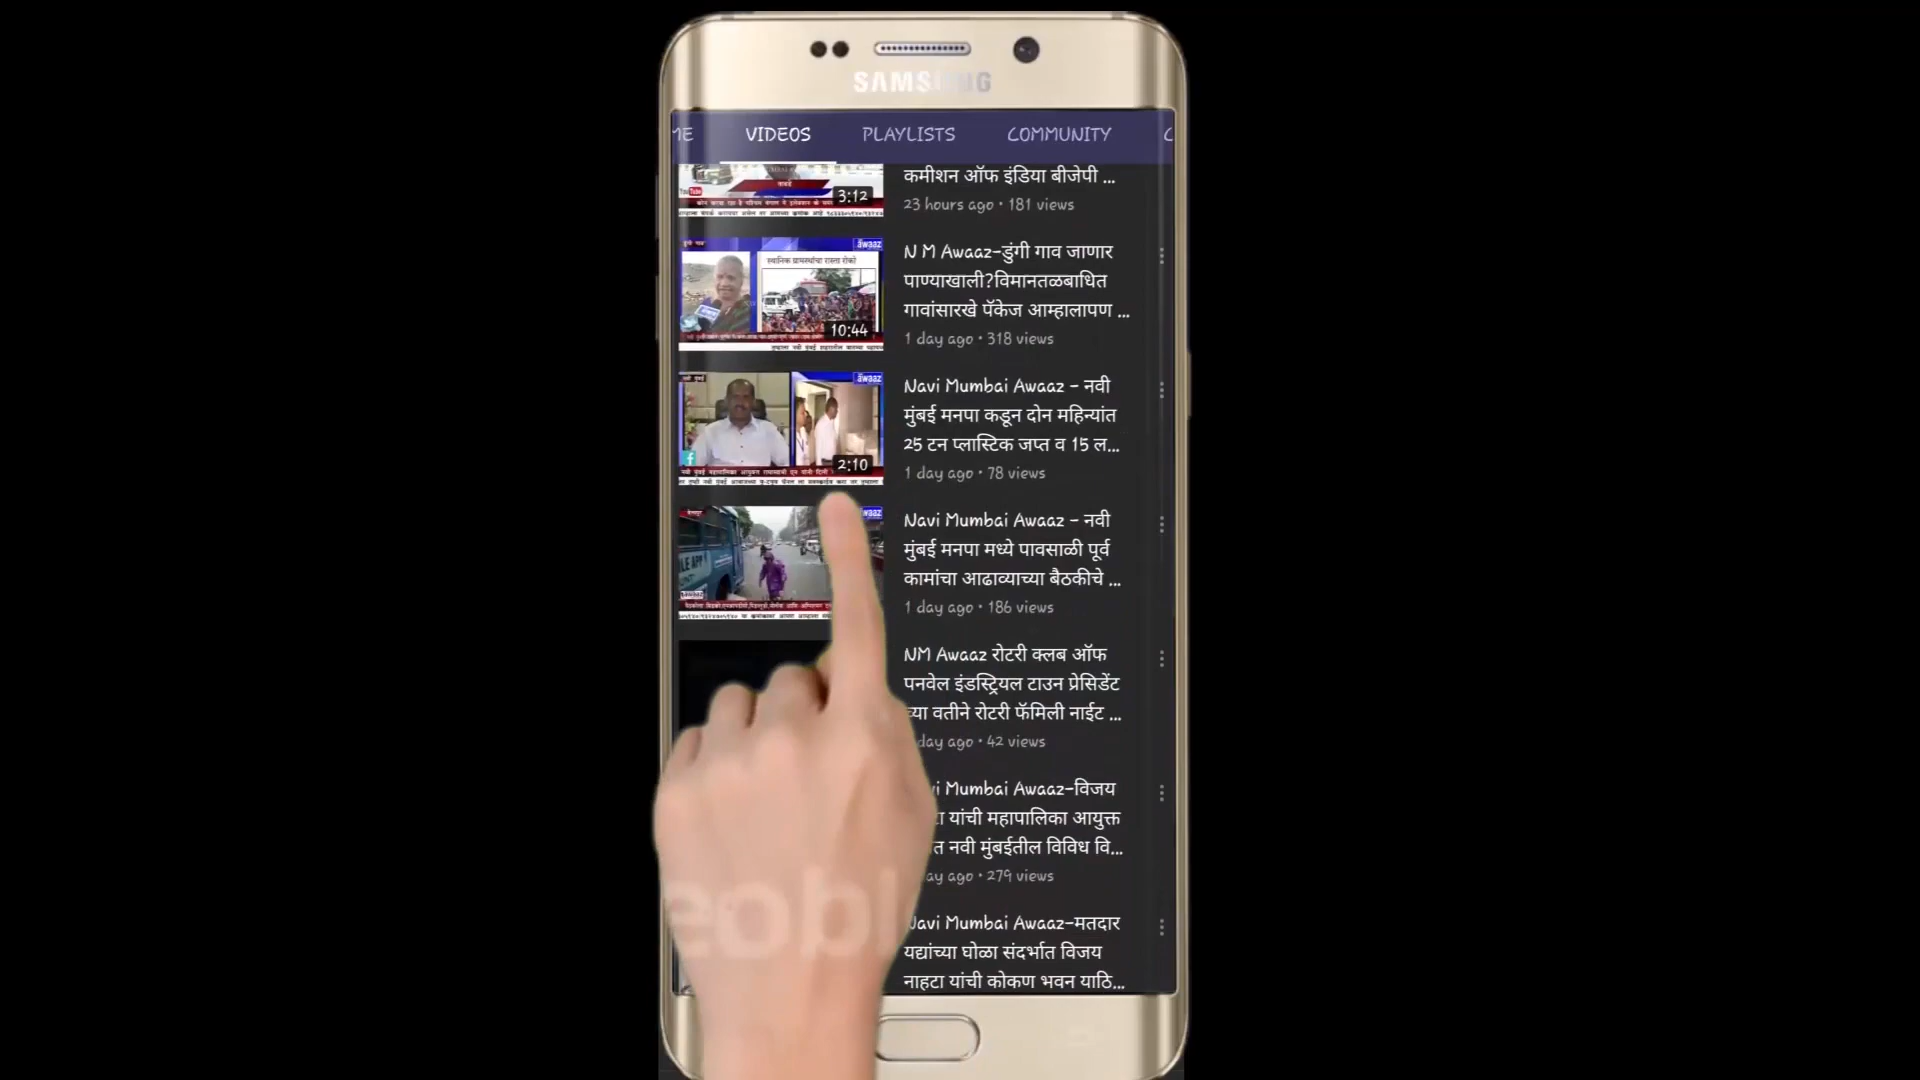 SAMSUNG
VIDEOS
PLAYLISTS
COMMUNITY
3:12
कमीशन ऑफ इंडिया बीजेपी ...
23 hours ago • 181 views
awaaz
स्थानिक ग्रामस्थांचा रास्ता रोको
10:44
N M Awaaz-डुंगी गाव जाणार
पाण्याखाली?विमानतळबाधित
गावांसारखे पॅकेज आम्हालापण ...
1 day ago • 318 views
awaaz
2:10
Navi Mumbai Awaaz - नवी
मुंबई मनपा कडून दोन महिन्यांत
25 टन प्लास्टिक जप्त व 15 ल...
1 day ago • 78 views
Navi Mumbai Awaaz - नवी
मुंबई मनपा मध्ये पावसाळी पूर्व
कामांचा आढाव्याच्या बैठकीचे ...
1 day ago • 186 views
NM Awaaz रोटरी क्लब ऑफ
पनवेल इंडस्ट्रियल टाउन प्रेसिडेंट
च्या वतीने रोटरी फॅमिली नाईट ...
day ago • 42 views
Mumbai Awaaz-विजय
यांची महापालिका आयुक्त
नवी मुंबईतील विविध वि...
day ago • 279 views
Navi Mumbai Awaaz-मतदार
यद्यांच्या घोळा संदर्भात विजय
नाहटा यांची कोकण भवन याठि...